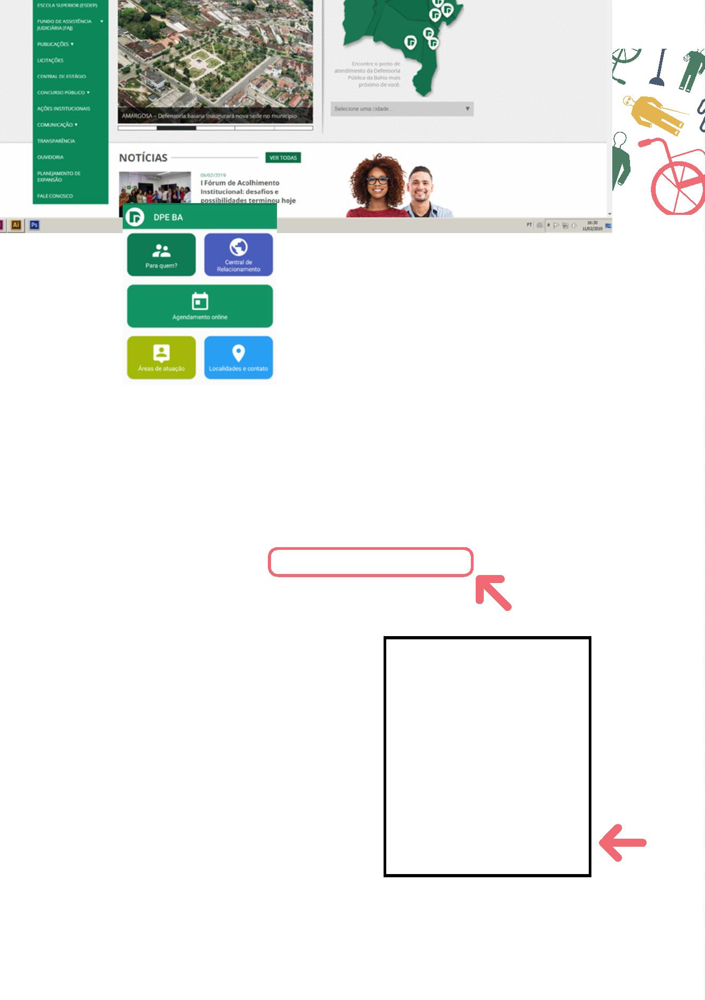 ESCOLA SUPERIOR (ESDEP)
FUNDO DE ASSISTÊNCIA
JUDICIÁRIA (FAJ)
PUBLICAÇÕES
LICITAÇÕES
CENTRAL DE ESTÁGIO
CONCURSO PÚBLICO
AÇÕES INSTITUCIONAIS
COMUNICAÇÃO
TRANSPARÊNCIA
OUVIDORIA
PLANEJAMENTO DE
EXPANSÃO
FALE CONOSCO
AMARGOSA – Defensoria baiana inaugurará nova sede no município
Encontre o posto de
atendimento da Defensoria
Pública da Bahia mais
próximo de você.
Selecione uma cidade...
NOTÍCIAS
VER TODAS
06/02/2019
I Fórum de Acolhimento
Institucional: desafios e
possibilidades terminou hoje
Ai
Ps
PT
16:30
11/02/2019
DPE BA
Para quem?
Central de
Relacionamento
Agendamento online
Áreas de atuação
Localidades e contato